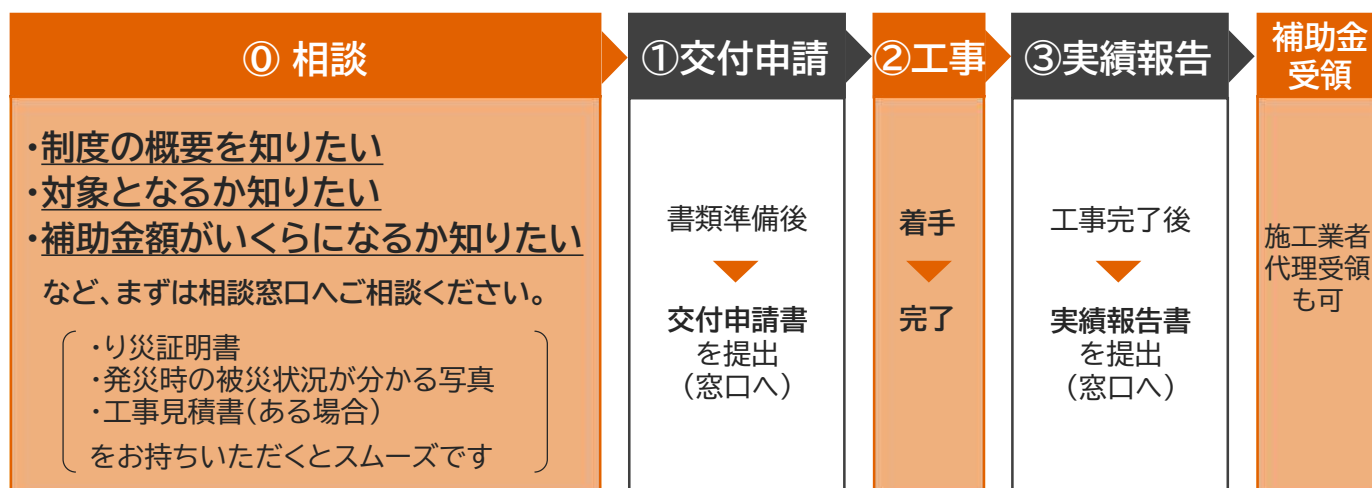 ⓪ 相談
・制度の概要を知りたい
・対象となるか知りたい
・補助金額がいくらになるか知りたい
など、まずは相談窓口へご相談ください。
・り災証明書
・発災時の被災状況が分かる写真
・工事見積書(ある場合)
をお持ちいただくとスムーズです
①交付申請
書類準備後
交付申請書
を提出
(窓口へ)
②工事
着手
完了
③実績報告
工事完了後
実績報告書
を提出
(窓口へ)
補助金
受領
施工業者
代理受領
も可